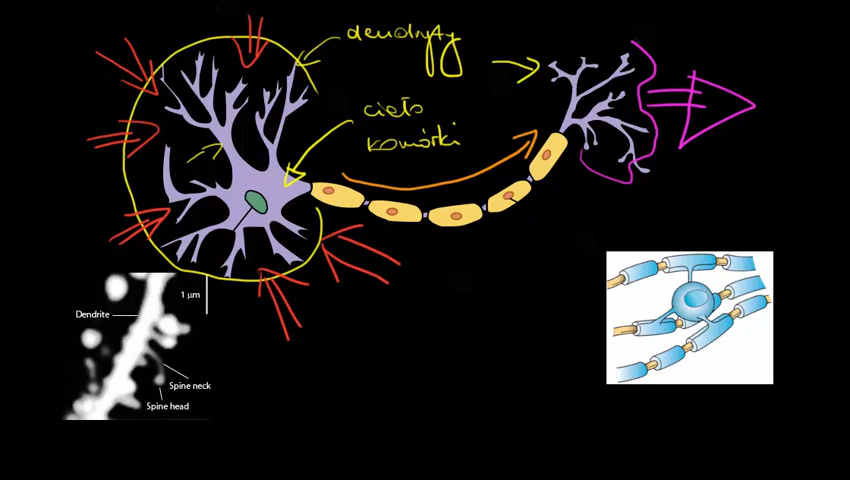 dendryty
ciało
komórki
1 µm
Dendrite
Spine neck
Spine head